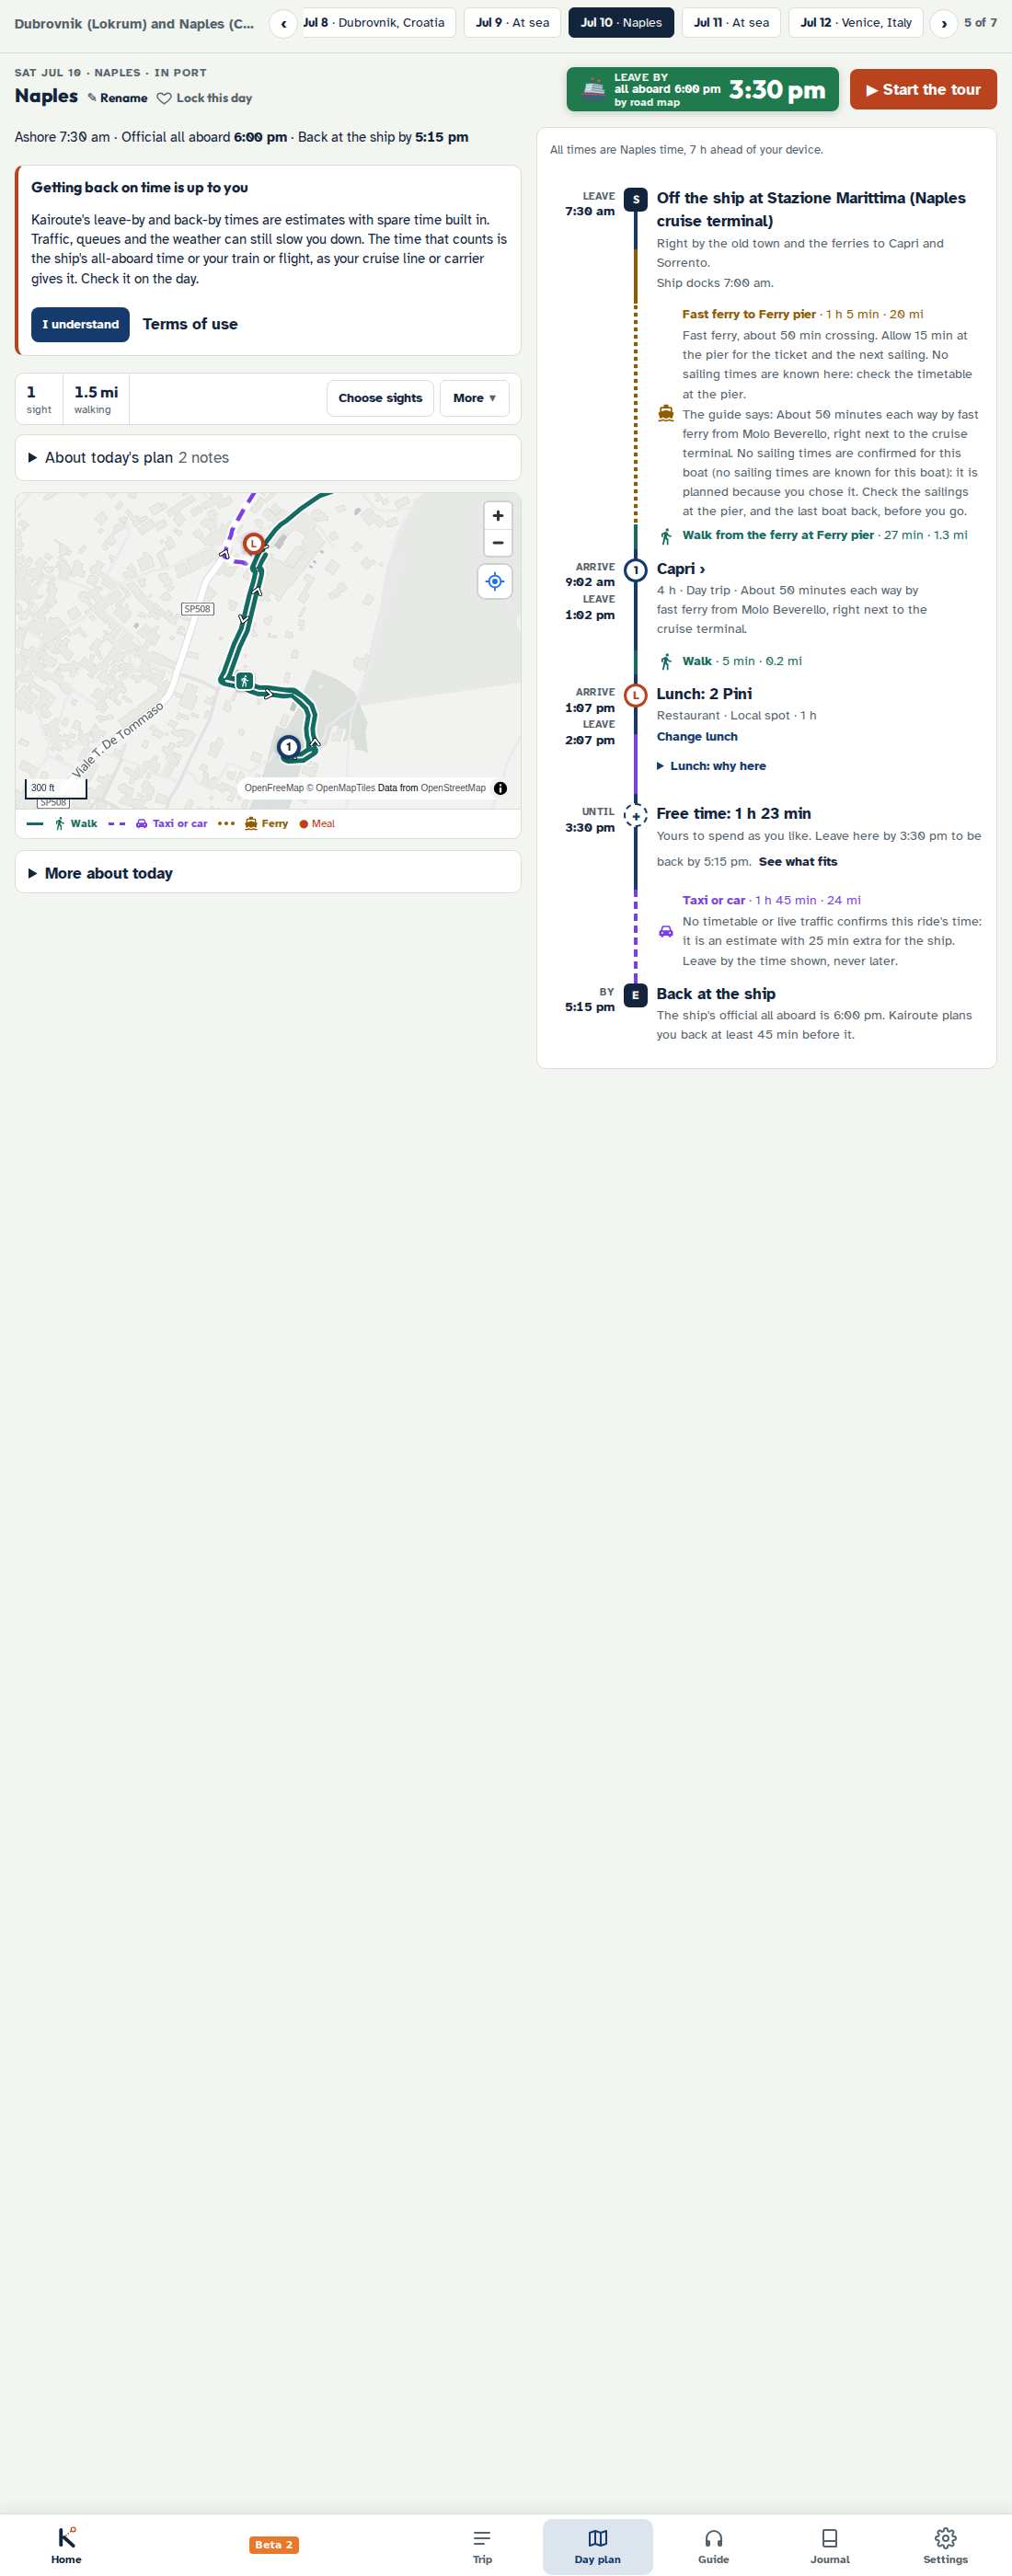 Dubrovnik (Lokrum) and Naples (C...
‹
Jul 8 · Dubrovnik, Croatia
Jul 9 · At sea
Jul 10 · Naples
Jul 11 · At sea
Jul 12 · Venice, Italy
›
5 of 7
SAT JUL 10 · NAPLES · IN PORT
Naples ✎ Rename Lock this day
LEAVE BY
all aboard 6:00 pm
by road map
3:30 pm
▶ Start the tour
Ashore 7:30 am · Official all aboard 6:00 pm · Back at the ship by 5:15 pm
Getting back on time is up to you
Kairoute's leave-by and back-by times are estimates with spare time built in.
Traffic, queues and the weather can still slow you down. The time that counts is
the ship's all-aboard time or your train or flight, as your cruise line or carrier
gives it. Check it on the day.
I understand
Terms of use
1
sight
1.5 mi
walking
Choose sights
More ▾
▶ About today's plan 2 notes
L
SP508
Viale T. De Tommaso
1
+
−
300 ft
SP508
OpenFreeMap © OpenMapTiles Data from OpenStreetMap
Walk
Taxi or car
Ferry
Meal
▶ More about today
All times are Naples time, 7 h ahead of your device.
LEAVE
7:30 am
S
Off the ship at Stazione Marittima (Naples
cruise terminal)
Right by the old town and the ferries to Capri and
Sorrento.
Ship docks 7:00 am.
Fast ferry to Ferry pier · 1 h 5 min · 20 mi
Fast ferry, about 50 min crossing. Allow 15 min at
the pier for the ticket and the next sailing. No
sailing times are known here: check the timetable
at the pier.
The guide says: About 50 minutes each way by fast
ferry from Molo Beverello, right next to the cruise
terminal. No sailing times are confirmed for this
boat (no sailing times are known for this boat): it is
planned because you chose it. Check the sailings
at the pier, and the last boat back, before you go.
Walk from the ferry at Ferry pier · 27 min · 1.3 mi
ARRIVE
9:02 am
LEAVE
1:02 pm
1
Capri ›
4 h · Day trip · About 50 minutes each way by
fast ferry from Molo Beverello, right next to the
cruise terminal.
Walk · 5 min · 0.2 mi
ARRIVE
1:07 pm
LEAVE
2:07 pm
L
Lunch: 2 Pini
Restaurant · Local spot · 1 h
Change lunch
▶ Lunch: why here
UNTIL
3:30 pm
+
Free time: 1 h 23 min
Yours to spend as you like. Leave here by 3:30 pm to be
back by 5:15 pm. See what fits
Taxi or car · 1 h 45 min · 24 mi
No timetable or live traffic confirms this ride's time:
it is an estimate with 25 min extra for the ship.
Leave by the time shown, never later.
BY
5:15 pm
E
Back at the ship
The ship's official all aboard is 6:00 pm. Kairoute plans
you back at least 45 min before it.
Home
Beta 2
Trip
Day plan
Guide
Journal
Settings